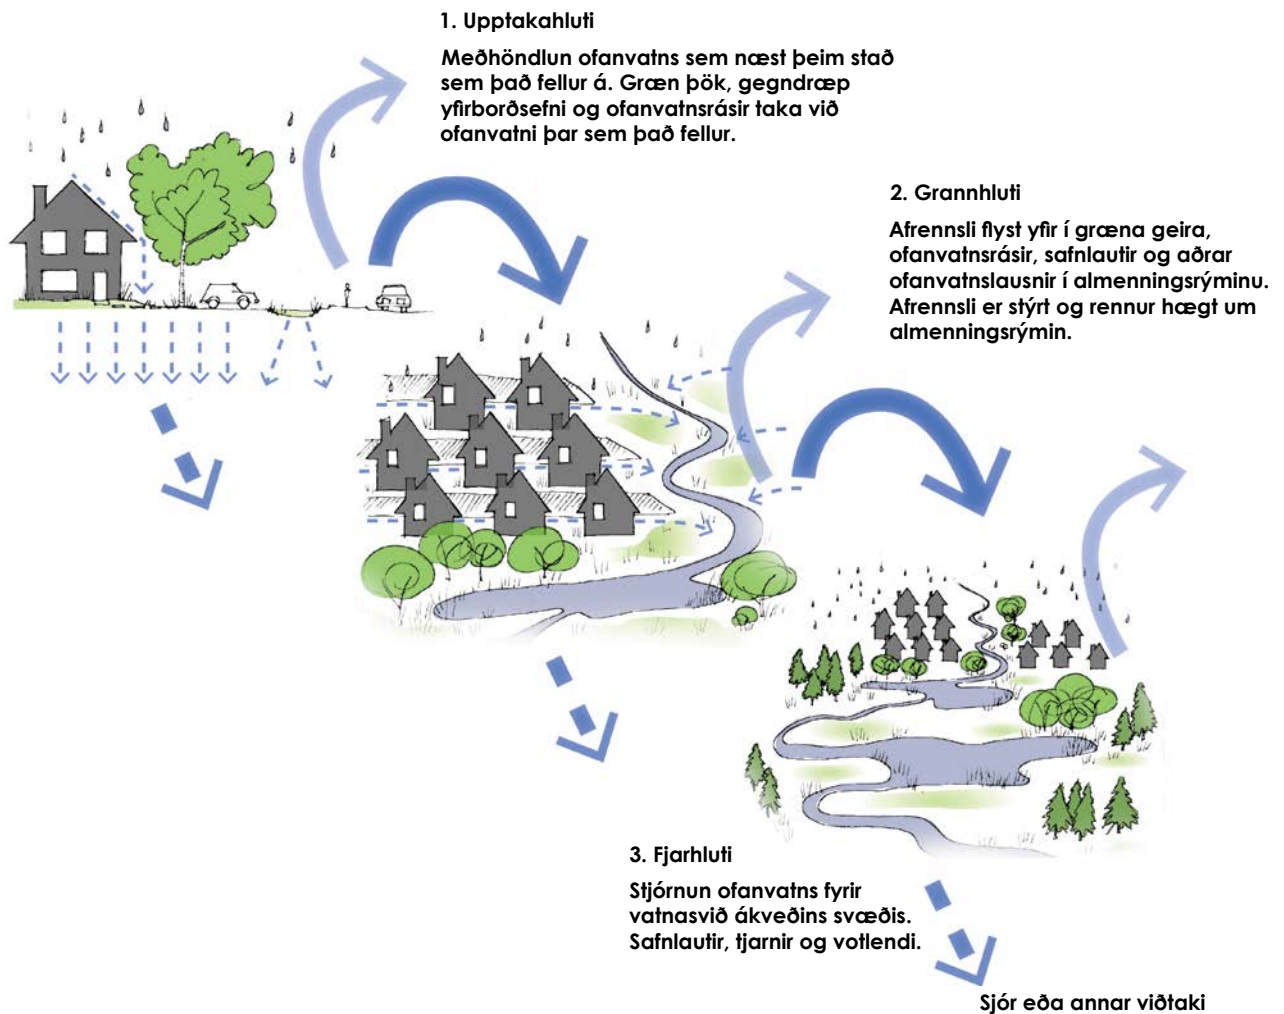 1. Upptakahluti
Meðhöndlun ofanvatns sem næst þeim stað
sem það fellur á. Græn þök, gegndræp
yfirborðsefni og ofanvatnsrásir taka við
ofanvatni þar sem það fellur.
2. Grannhluti
Afrennsli flyst yfir í græna geira,
ofanvatnsrásir, safnlautir og aðrar
ofanvatnslausnir í almenningsrýminu.
Afrennsli er stýrt og rennur hægt um
almenningsrýmin.
3. Fjarhluti
Stjórnun ofanvatns fyrir
vatnasvið ákveðins svæðis.
Safnlautir, tjarnir og votlendi.
Sjór eða annar viðtaki